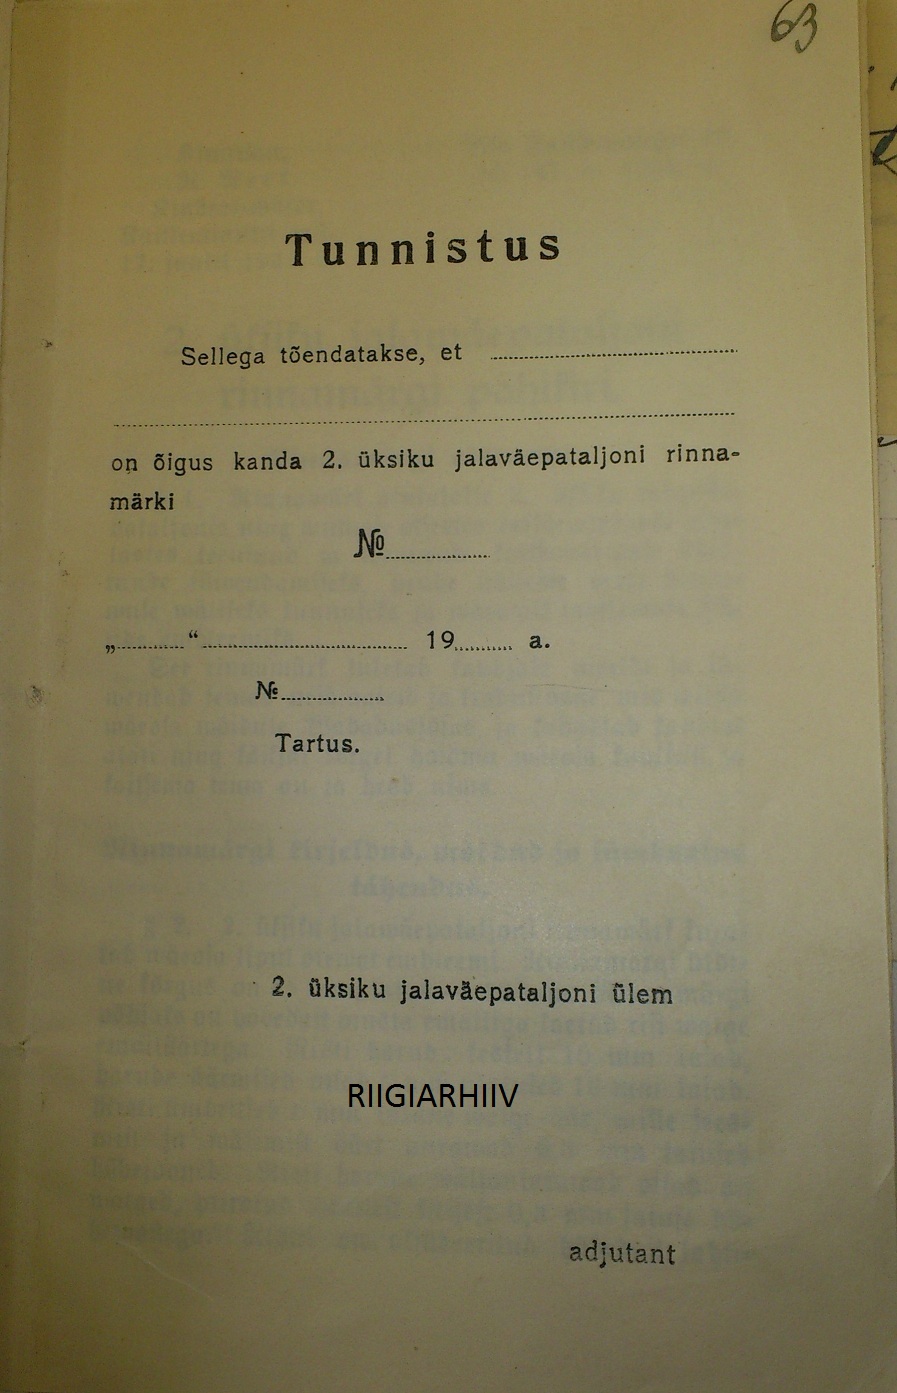 63
Tunnistus
Sellega tõendatakse, et ....................
........................................
on õigus kanda 2. üksiku jalaväepataljoni rinna-
märki
№ ..........
„..........“ .................... 19........ a.
№ ..........
Tartus.
2. üksiku jalaväepataljoni ülem
RIIGIARHIIV
adjutant